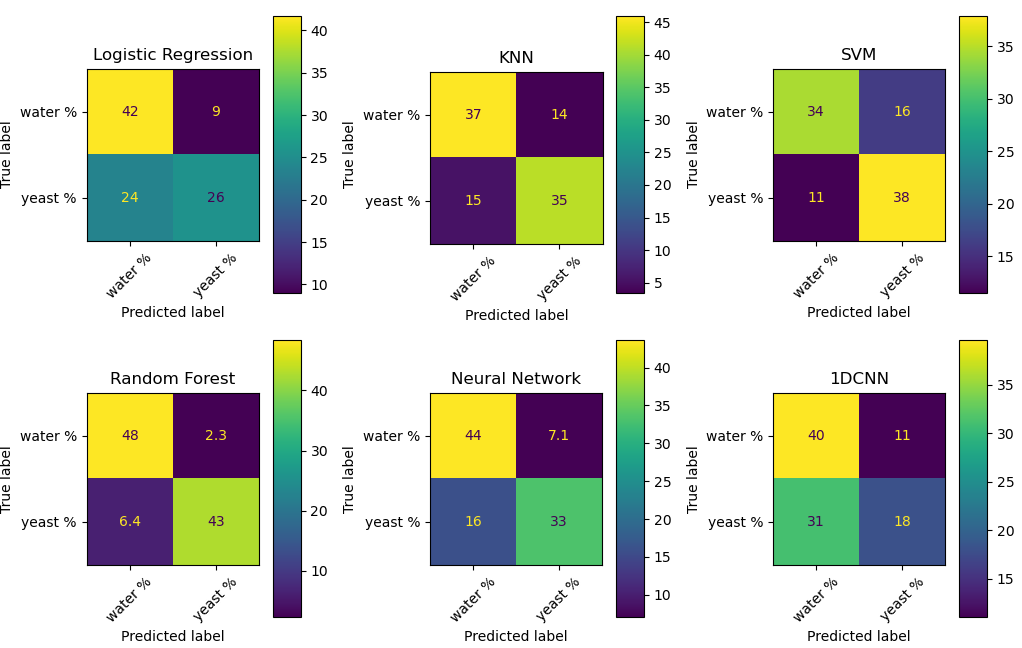 Logistic Regression
True label
water %
yeast %
42
9
24
26
water %
yeast %
Predicted label
40
35
30
25
20
15
10
KNN
True label
water %
yeast %
37
14
15
35
water %
yeast %
Predicted label
45
40
35
30
25
20
15
10
5
SVM
True label
water %
yeast %
34
16
11
38
water %
yeast %
Predicted label
35
30
25
20
15
Random Forest
True label
water %
yeast %
48
2.3
6.4
43
water %
yeast %
Predicted label
40
30
20
10
Neural Network
True label
water %
yeast %
44
7.1
16
33
water %
yeast %
Predicted label
40
35
30
25
20
15
10
1DCNN
True label
water %
yeast %
40
11
31
18
water %
yeast %
Predicted label
35
30
25
20
15